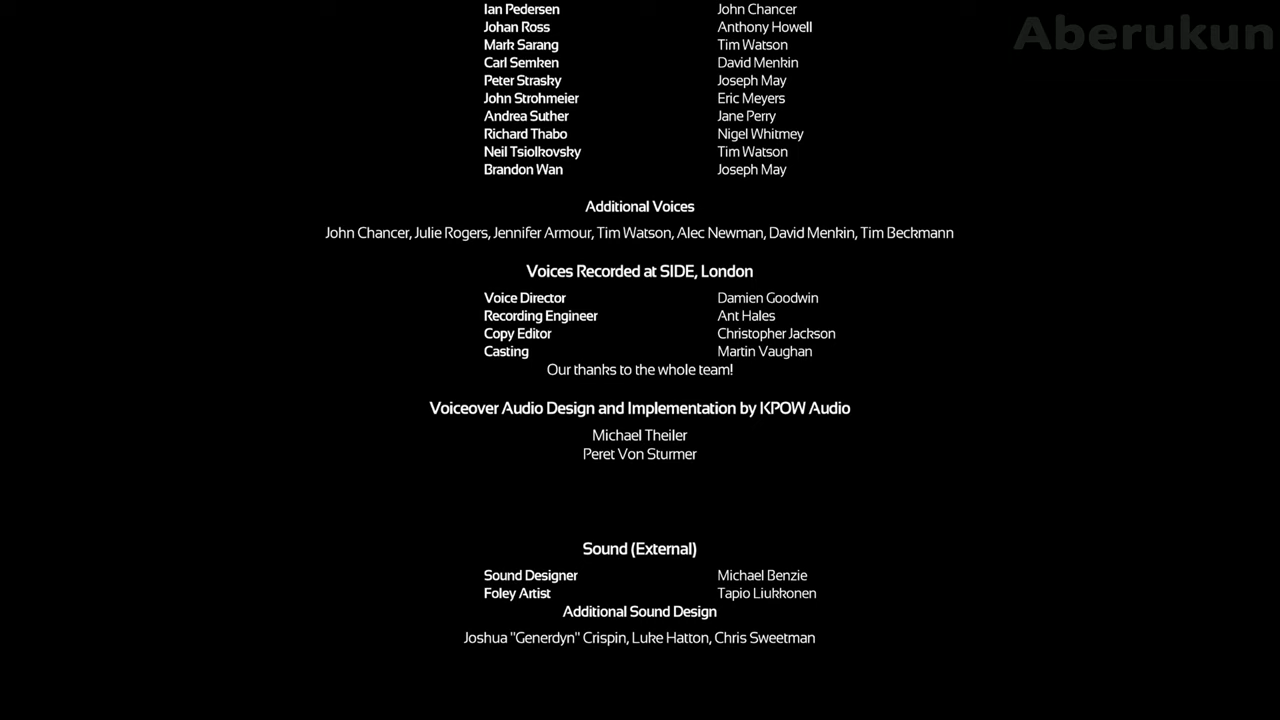 Aberukun
Ian Pedersen John Chancer
Johan Ross Anthony Howell
Mark Sarang Tim Watson
Carl Semken David Menkin
Peter Strasky Joseph May
John Strohmeier Eric Meyers
Andrea Suther Jane Perry
Richard Thabo Nigel Whitmey
Neil Tsiolkovsky Tim Watson
Brandon Wan Joseph May
Additional Voices
John Chancer, Julie Rogers, Jennifer Armour, Tim Watson, Alec Newman, David Menkin, Tim Beckmann
Voices Recorded at SIDE, London
Voice Director Damien Goodwin
Recording Engineer Ant Hales
Copy Editor Christopher Jackson
Casting Martin Vaughan
Our thanks to the whole team!
Voiceover Audio Design and Implementation by KPOW Audio
Michael Theiler
Peret Von Sturmer
Sound (External)
Sound Designer Michael Benzie
Foley Artist Tapio Liukkonen
Additional Sound Design
Joshua "Generdyn" Crispin, Luke Hatton, Chris Sweetman